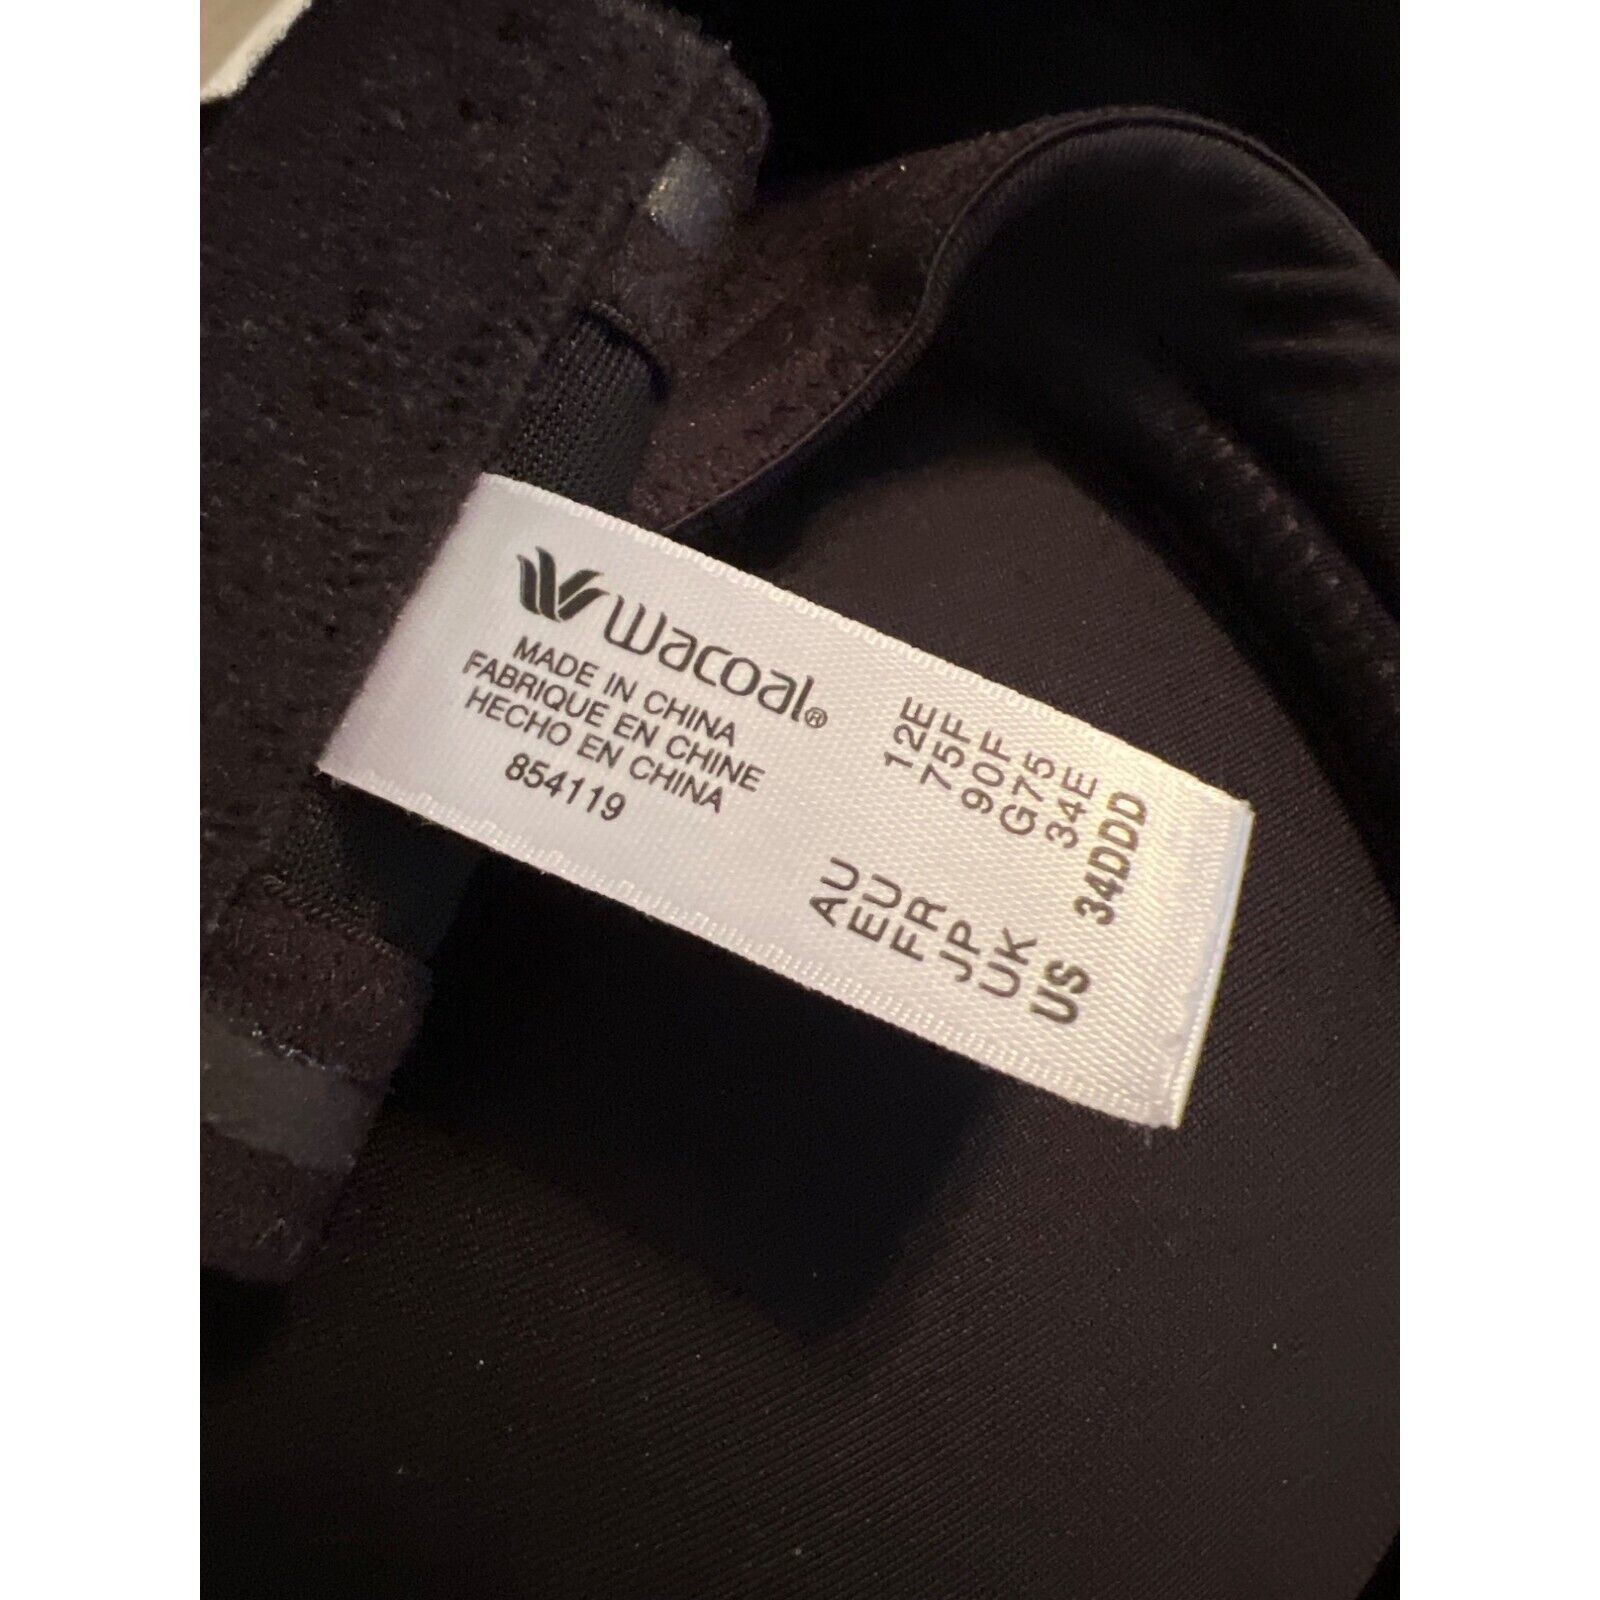 wacoal®
MADE IN CHINA
FABRIQUE EN CHINE
HECHO EN CHINA
854119
AU 12E
EU 75F
FR 90F
JP G75
UK 34E
US 34DDD